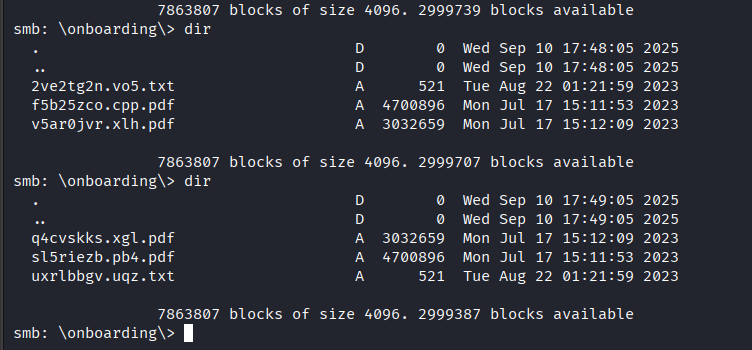 7863807 blocks of size 4096. 2999739 blocks available
smb: \onboarding\> dir
. D 0 Wed Sep 10 17:48:05 2025
.. D 0 Wed Sep 10 17:48:05 2025
2ve2tg2n.vo5.txt A 521 Tue Aug 22 01:21:59 2023
f5b25zco.cpp.pdf A 4700896 Mon Jul 17 15:11:53 2023
v5ar0jvr.xlh.pdf A 3032659 Mon Jul 17 15:12:09 2023
7863807 blocks of size 4096. 2999707 blocks available
smb: \onboarding\> dir
. D 0 Wed Sep 10 17:49:05 2025
.. D 0 Wed Sep 10 17:49:05 2025
q4cvskks.xgl.pdf A 3032659 Mon Jul 17 15:12:09 2023
sl5riezb.pb4.pdf A 4700896 Mon Jul 17 15:11:53 2023
uxrlbbgv.uqz.txt A 521 Tue Aug 22 01:21:59 2023
7863807 blocks of size 4096. 2999387 blocks available
smb: \onboarding\>